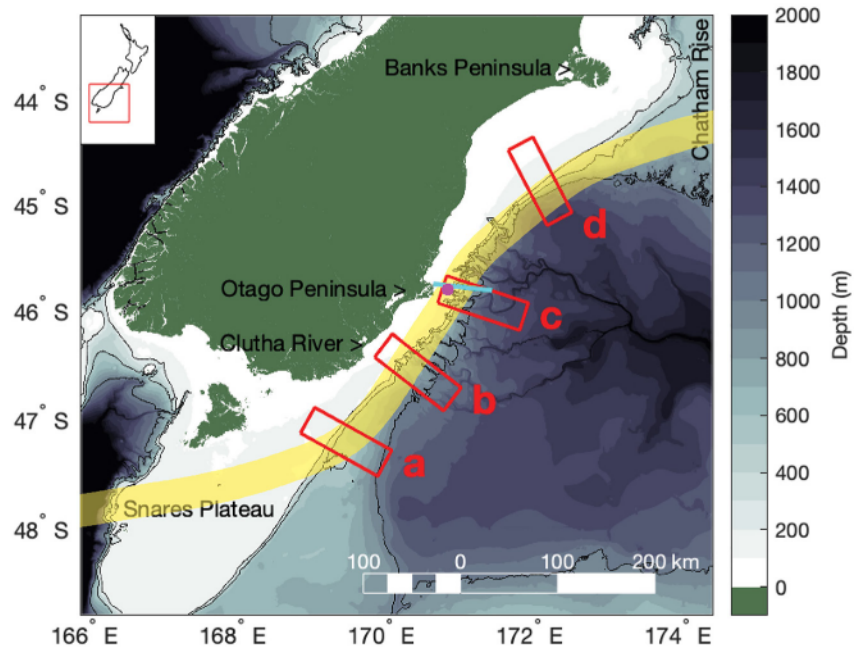 Banks Peninsula >
Chatham Rise
Otago Peninsula >
Clutha River >
Snares Plateau
a
b
c
d
100 0 100 200 km
44° S
45° S
46° S
47° S
48° S
166° E 168° E 170° E 172° E 174° E
2000
1800
1600
1400
1200
1000
800
600
400
200
0
Depth (m)